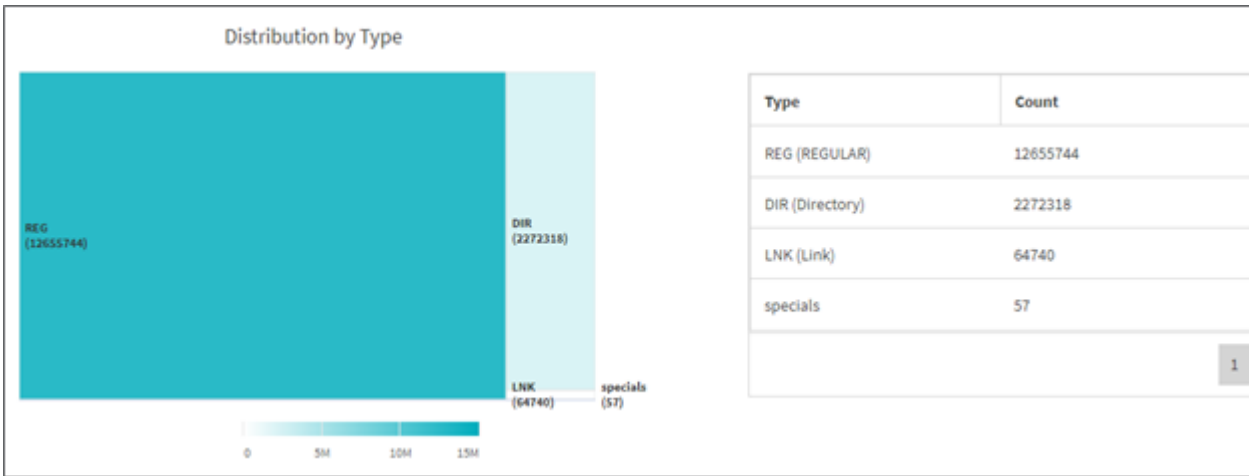 Distribution by Type
REG
(12655744)
DIR
(2272318)
LNK
(64740)
specials
(57)
0 5M 10M 15M
Type Count
REG (REGULAR) 12655744
DIR (Directory) 2272318
LNK (Link) 64740
specials 57
1